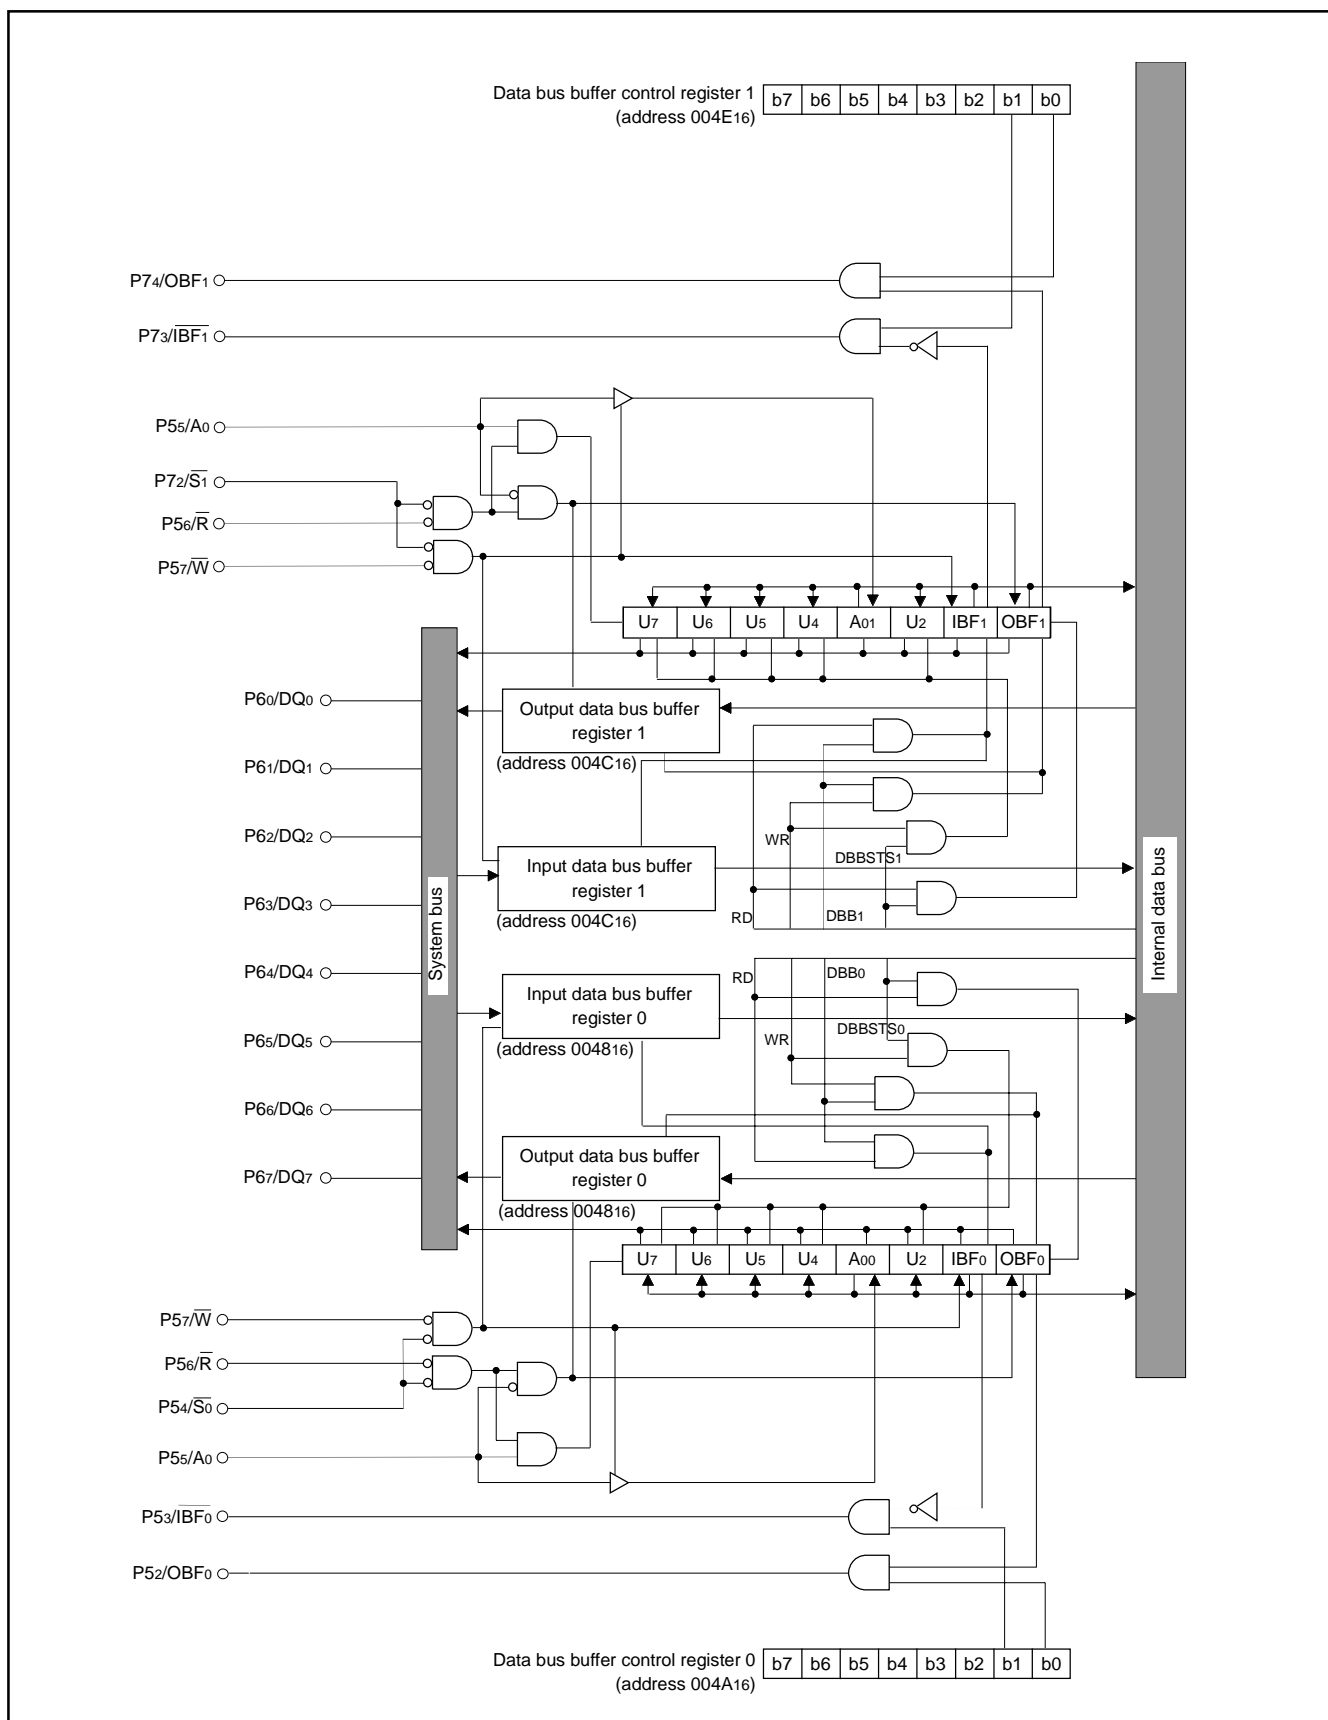 Data bus buffer control register 1 b7 b6 b5 b4 b3 b2 b1 b0
(address 004E16)
P74/OBF1
P73/I̅B̅F̅1̅
P55/A0
P72/S̅1̅
P56/R̅
P57/W̅
U7 U6 U5 U4 A01 U2 IBF1 OBF1
P60/DQ0
Output data bus buffer
register 1
(address 004C16)
P61/DQ1
P62/DQ2
WR
DBBSTS1
Input data bus buffer
register 1
(address 004C16)
P63/DQ3
RD
DBB1
System bus
Internal data bus
P64/DQ4
RD
DBB0
Input data bus buffer
register 0
(address 004816)
P65/DQ5
WR
DBBSTS0
P66/DQ6
Output data bus buffer
register 0
(address 004816)
P67/DQ7
U7 U6 U5 U4 A00 U2 IBF0 OBF0
P57/W̅
P56/R̅
P54/S̅0̅
P55/A0
P53/I̅B̅F̅0̅
P52/OBF0
Data bus buffer control register 0 b7 b6 b5 b4 b3 b2 b1 b0
(address 004A16)